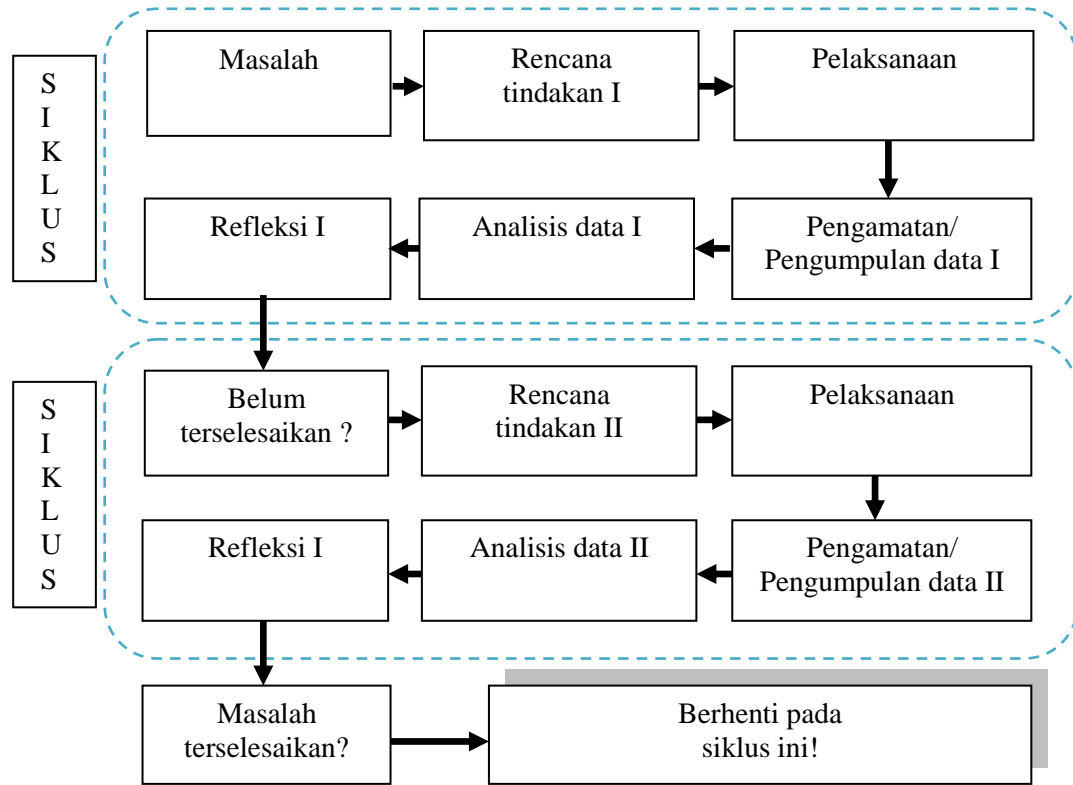 S
I
K
L
U
S
Masalah
Rencana
tindakan I
Pelaksanaan
Refleksi I
Analisis data I
Pengamatan/
Pengumpulan data I
S
I
K
L
U
S
Belum
terselesaikan ?
Rencana
tindakan II
Pelaksanaan
Refleksi I
Analisis data II
Pengamatan/
Pengumpulan data II
Masalah
terselesaikan?
Berhenti pada
siklus ini!